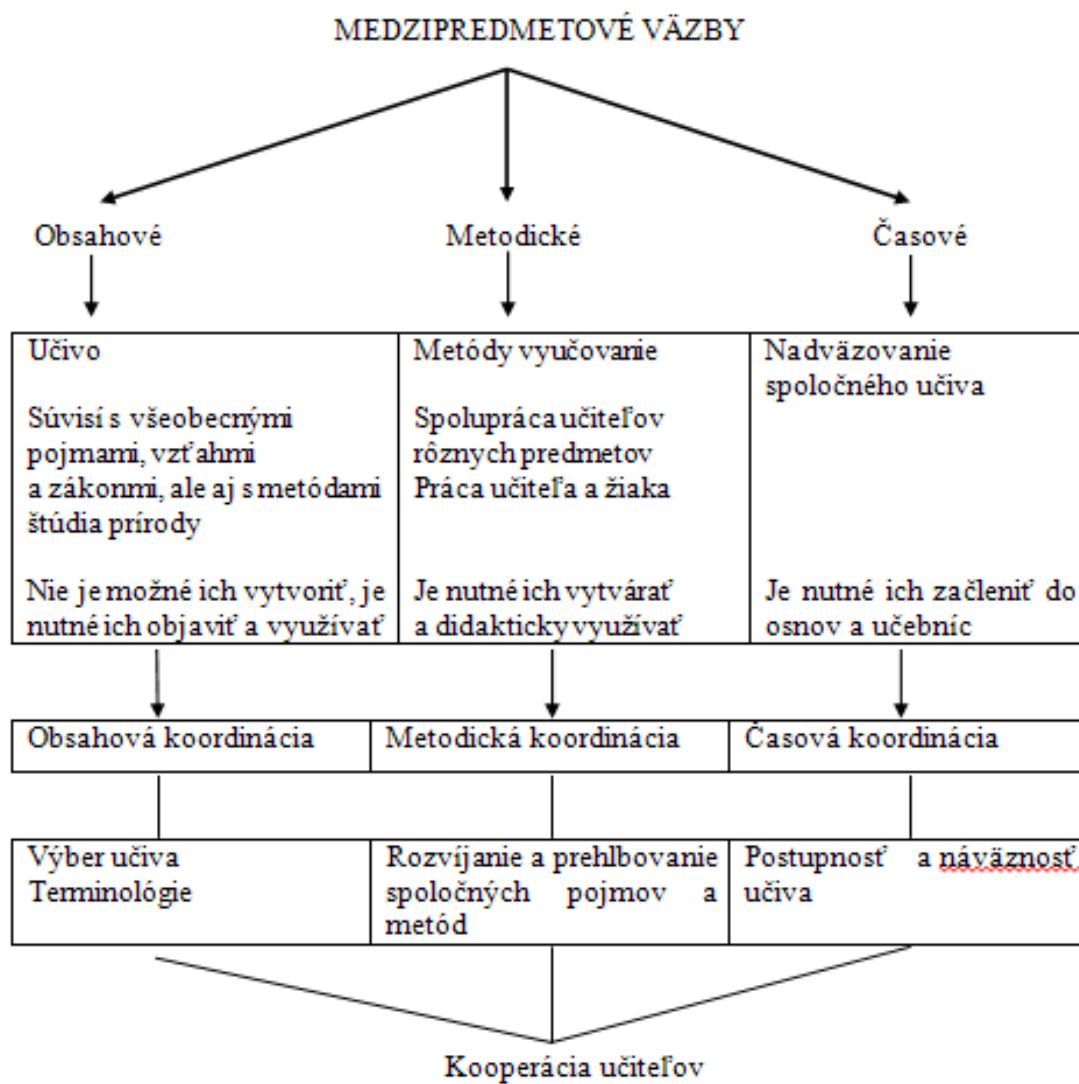 MEDZIPREDMETOVÉ VÄZBY
Obsahové
Metodické
Časové
Učivo
Súvisí s všeobecnými
pojmami, vzťahmi
a zákonmi, ale aj s metódami
štúdia prírody
Nie je možné ich vytvoriť, je
nutné ich objaviť a využívať
Metódy vyučovanie
Spolupráca učiteľov
rôznych predmetov
Práca učiteľa a žiaka
Je nutné ich vytvárať
a didakticky využívať
Nadväzovanie
spoločného učiva
Je nutné ich začleniť do
osnov a učebníc
Obsahová koordinácia
Metodická koordinácia
Časová koordinácia
Výber učiva
Terminológie
Rozvíjanie a prehlbovanie
spoločných pojmov a
metód
Postupnosť a náväznosť
učiva
Kooperácia učiteľov